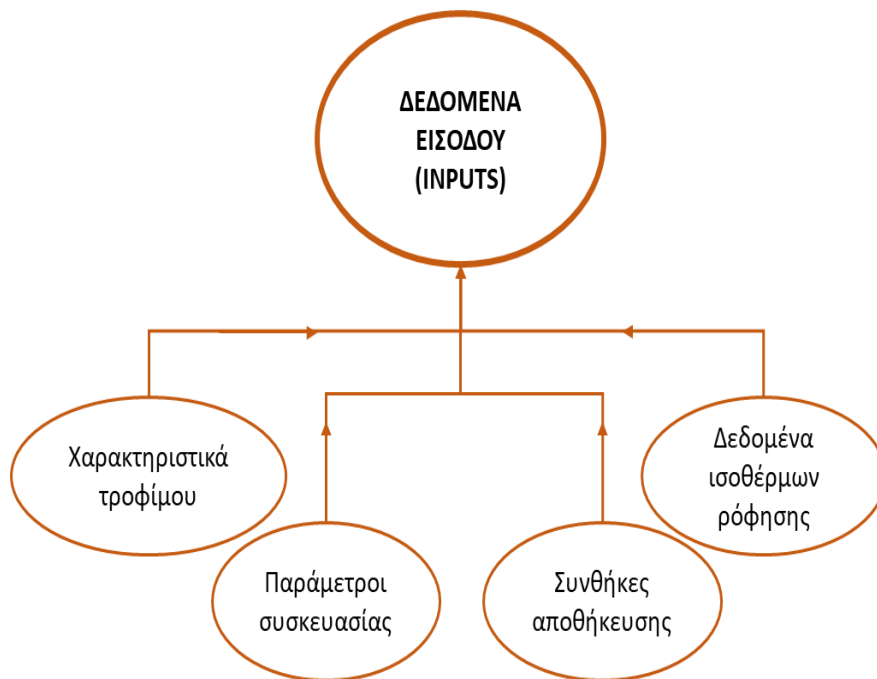 ΔΕΔΟΜΕΝΑ
ΕΙΣΟΔΟΥ
(INPUTS)
Χαρακτηριστικά
τροφίμου
Παράμετροι
συσκευασίας
Συνθήκες
αποθήκευσης
Δεδομένα
ισοθέρμων
ρόφησης